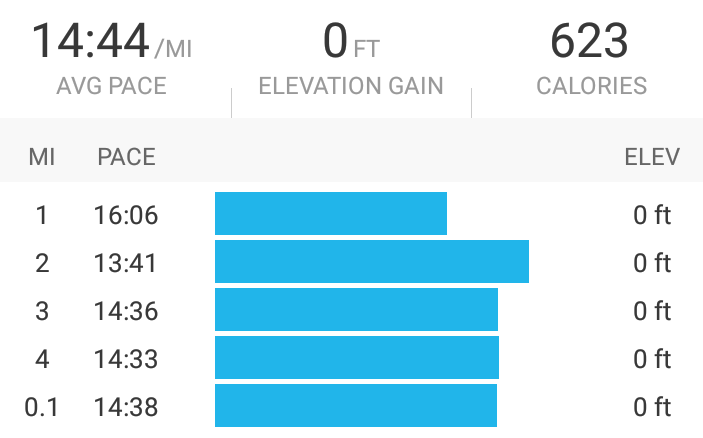 14:44 /MI 0 FT 623
AVG PACE ELEVATION GAIN CALORIES
MI PACE ELEV
1 16:06 0 ft
2 13:41 0 ft
3 14:36 0 ft
4 14:33 0 ft
0.1 14:38 0 ft